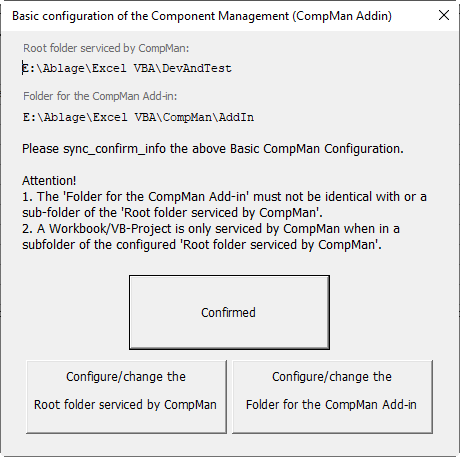 Basic configuration of the Component Management (CompMan Addin)
Root folder serviced by CompMan:
E:\Ablage\Excel VBA\DevAndTest
Folder for the CompMan Add-in:
E:\Ablage\Excel VBA\CompMan\AddIn
Please sync_confirm_info the above Basic CompMan Configuration.
Attention!
1. The 'Folder for the CompMan Add-in' must not be identical with or a
sub-folder of the 'Root folder serviced by CompMan'.
2. A Workbook/VB-Project is only serviced by CompMan when in a
subfolder of the configured 'Root folder serviced by CompMan'.
Confirmed
Configure/change the
Root folder serviced by CompMan
Configure/change the
Folder for the CompMan Add-in